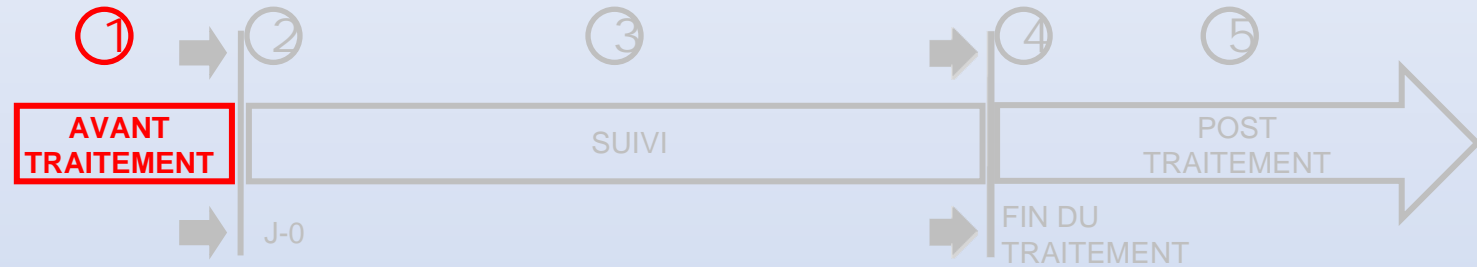 ① ② ③ ④ ⑤
AVANT
TRAITEMENT
SUIVI
POST
TRAITEMENT
J-0
FIN DU
TRAITEMENT